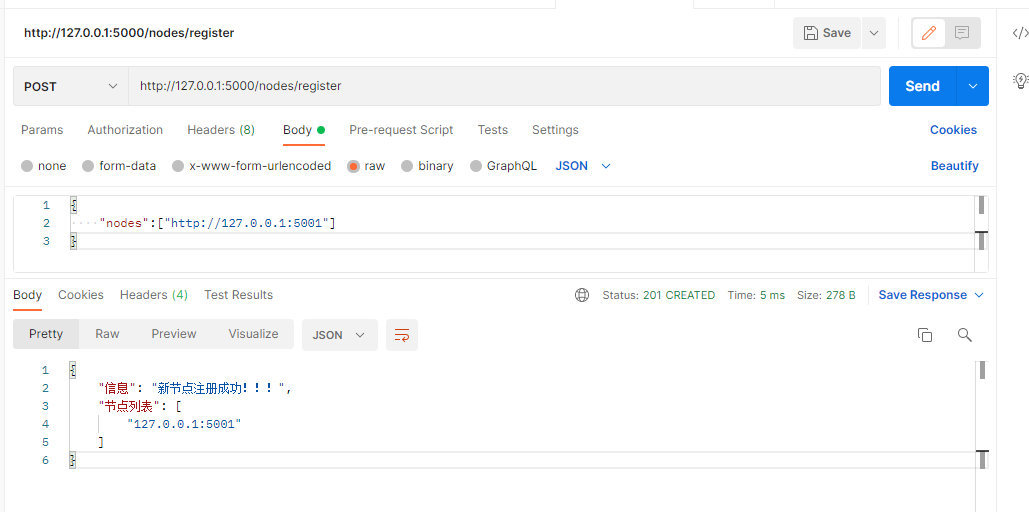 http://127.0.0.1:5000/nodes/register
Save
POST http://127.0.0.1:5000/nodes/register Send
Params Authorization Headers (8) Body Pre-request Script Tests Settings Cookies
none form-data x-www-form-urlencoded raw binary GraphQL JSON Beautify
1 {
2 ····"nodes":["http://127.0.0.1:5001"]
3 }
Body Cookies Headers (4) Test Results Status: 201 CREATED Time: 5 ms Size: 278 B Save Response
Pretty Raw Preview Visualize JSON
1 {
2 "信息": "新节点注册成功!!!",
3 "节点列表": [
4 "127.0.0.1:5001"
5 ]
6 }